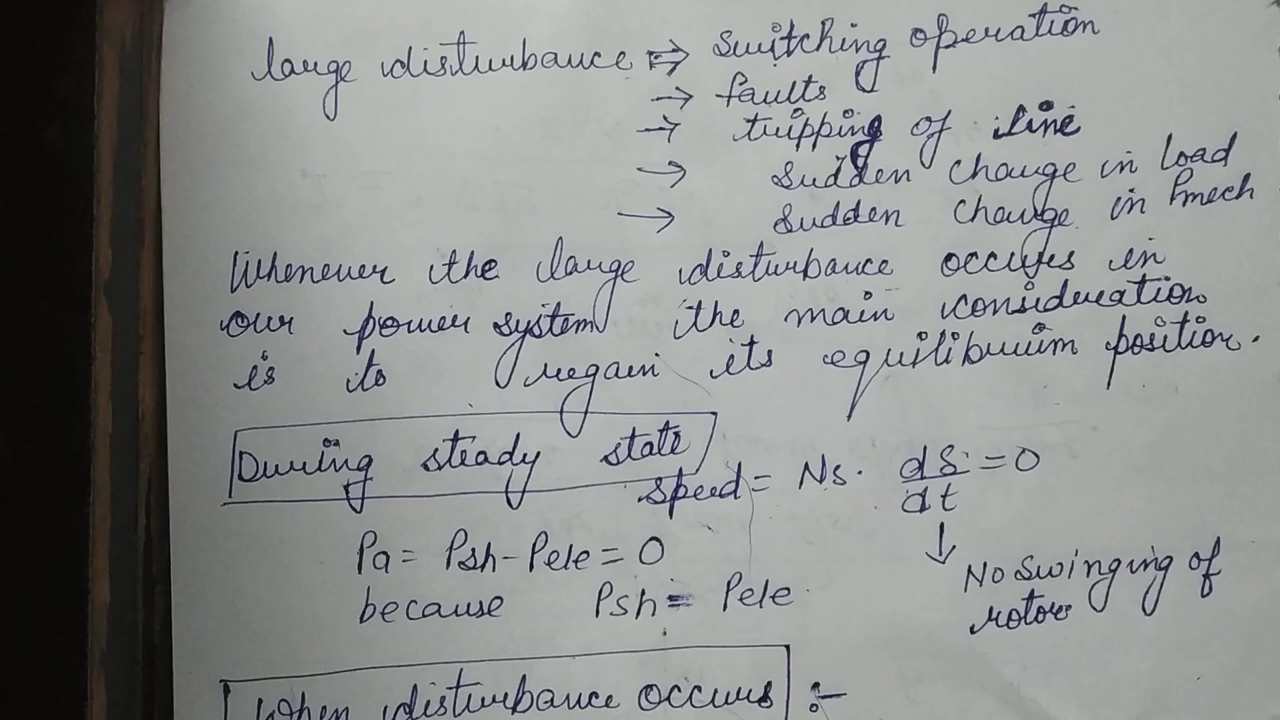 large disturbance ⇒ switching operation
→ faults
→ tripping of line
→ sudden change in load
→ sudden change in Pmech
Whenever the large disturbance occurs in
our power system the main consideration
is to regain its equilibrium position.
During steady state
speed = Ns. dδ/dt = 0
↓
No swinging of
rotor
Pa = Psh - Pele = 0
because Psh = Pele
When disturbance occurs :-